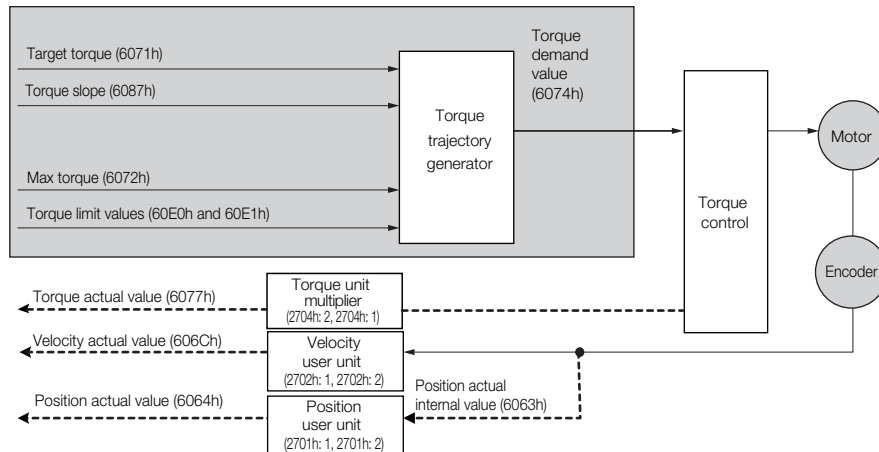 Target torque (6071h)
Torque slope (6087h)
Max torque (6072h)
Torque limit values (60E0h and 60E1h)
Torque
trajectory
generator
Torque
demand
value
(6074h)
Torque
control
Motor
Encoder
Torque actual value (6077h)
Torque unit
multiplier
(2704h: 2, 2704h: 1)
Velocity actual value (606Ch)
Velocity
user unit
(2702h: 1, 2702h: 2)
Position actual value (6064h)
Position
user unit
(2701h: 1, 2701h: 2)
Position actual
internal value (6063h)